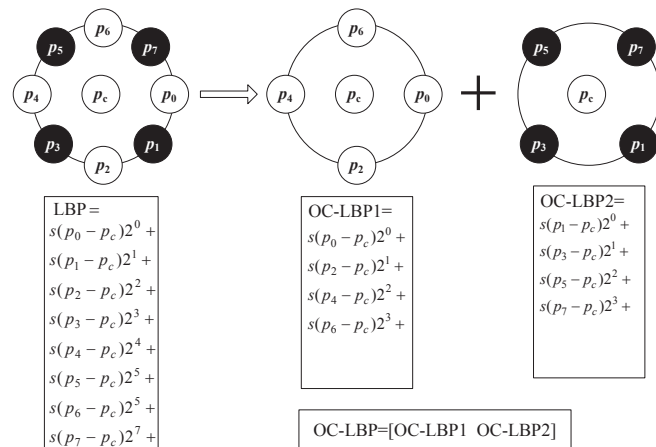 p6
p5 p7
p4 pc p0
p3 p1
p2
p6
p4 pc p0
p2
+
p5 p7
pc
p3 p1
LBP=
s(p0 − pc)2^0 +
s(p1 − pc)2^1 +
s(p2 − pc)2^2 +
s(p3 − pc)2^3 +
s(p4 − pc)2^4 +
s(p5 − pc)2^5 +
s(p6 − pc)2^5 +
s(p7 − pc)2^7 +
OC-LBP1=
s(p0 − pc)2^0 +
s(p2 − pc)2^1 +
s(p4 − pc)2^2 +
s(p6 − pc)2^3 +
OC-LBP2=
s(p1 − pc)2^0 +
s(p3 − pc)2^1 +
s(p5 − pc)2^2 +
s(p7 − pc)2^3 +
OC-LBP=[OC-LBP1 OC-LBP2]